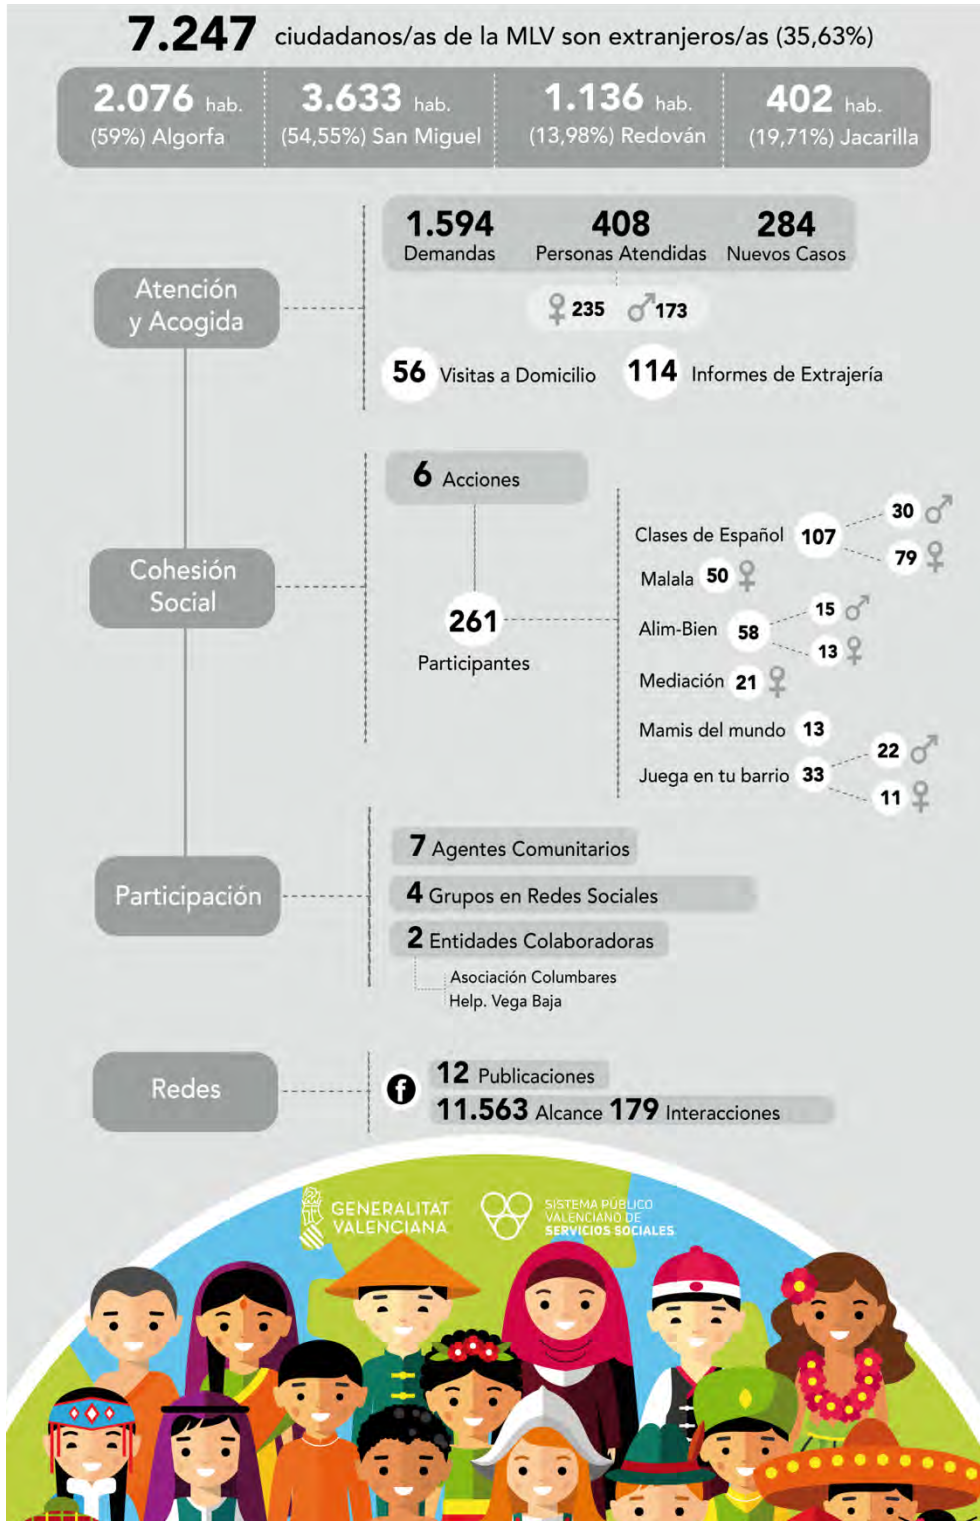 7.247 ciudadanos/as de la MLV son extranjeros/as (35,63%)
2.076 hab.
(59%) Algorfa
3.633 hab.
(54,55%) San Miguel
1.136 hab.
(13,98%) Redován
402 hab.
(19,71%) Jacarilla
Atención
y Acogida
1.594
Demandas
408
Personas Atendidas
284
Nuevos Casos
235
173
56 Visitas a Domicilio
114 Informes de Extrajería
Cohesión
Social
6 Acciones
261
Participantes
Clases de Español 107
30
79
Malala 50
Alim-Bien 58
15
13
Mediación 21
Mamis del mundo 13
Juega en tu barrio 33
22
11
Participación
7 Agentes Comunitarios
4 Grupos en Redes Sociales
2 Entidades Colaboradoras
Asociación Columbares
Help. Vega Baja
Redes
f
12 Publicaciones
11.563 Alcance 179 Interacciones
GENERALITAT
VALENCIANA
SISTEMA PÚBLICO
VALENCIANO DE
SERVICIOS SOCIALES